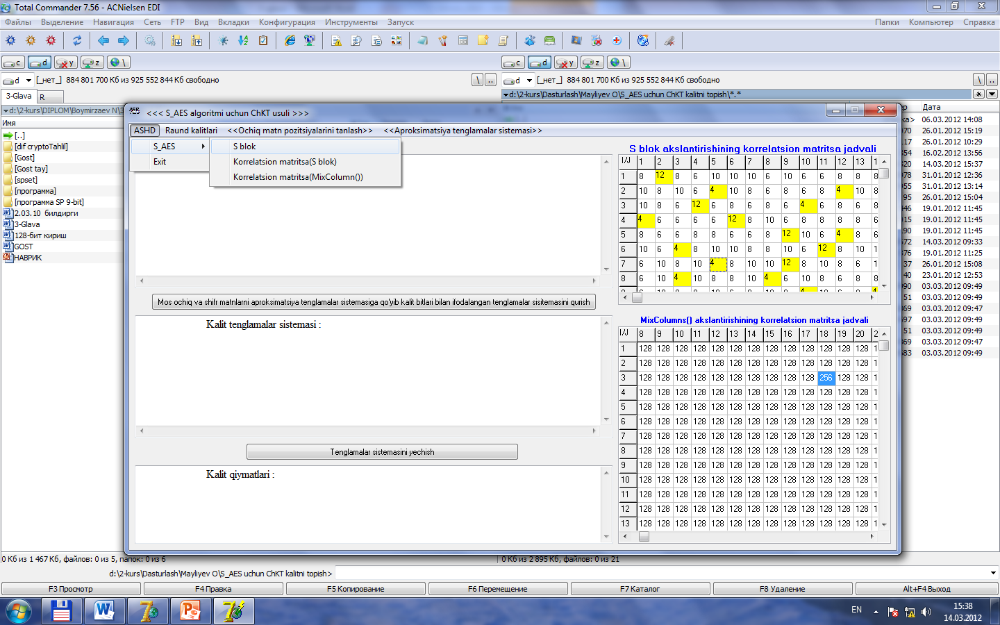 Total Commander 7.56 - ACNielsen EDI
Файлы Выделение Навигация Сеть FTP Вид Вкладки Конфигурация Инструменты Запуск Папки Компьютер Справка
c d y z \ c d y z \
d [_нет_] 884 801 700 Кб из 925 552 844 Кб свободно \ .. d [_нет_] 884 801 700 Кб из 925 552 844 Кб свободно \ ..
3-Glava R
d:\2-kurs\Dasturlash\Mayliyev O\S_AES uchun ChKT kalitni topish\*.*
d:\2-kurs\DIPLOM\Boymirzaev N\3
Имя
[..]
[dif cryptoTahlil]
[Gost]
[Gost tay]
[spset]
[программа]
[программа SP 9-bit]
2.03.10 билдирги
3-Glava
128-бит кириш
GOST
НАВРИК
<<< S_AES algoritmi uchun ChKT usuli >>>
ASHD Raund kalitlari <<Ochiq matn pozitsiyalarini tanlash>> <<Aproksimatsiya tenglamalar sistemasi>>
S_AES
Exit
S blok
Korrelatsion matritsa(S blok)
Korrelatsion matritsa(MixColumn())
Mos ochiq va shifr matnlarni aproksimatsiya tenglamalar sistemasiga qo'yib kalit bitlari bilan ifodalangan tenglamalar sisitemasini qurish
Kalit tenglamalar sistemasi :
Tenglamalar sistemasini yechish
Kalit qiymatlari :
S blok akslantirishining korrelatsion matritsa jadvali
I/J 1 2 3 4 5 6 7 8 9 10 11 12 13 1
1 8 12 8 6 10 10 10 6 10 6 8 6 8
2 10 8 10 6 4 10 8 10 8 6 8 4 10
3 10 8 6 12 6 8 6 8 6 4 6 8 6 8
4 4 6 6 6 6 12 8 10 6 8 8 8 8
5 8 6 8 6 8 8 6 6 12 10 6 4 6 8
6 10 6 4 8 10 10 8 8 10 6 12 8 10 1
7 6 10 8 10 4 8 10 10 12 8 10 8 6 1
8 8 6 4 10 8 8 10 4 6 10 8 6 8 8
MixColumns() akslantirishining korrelatsion matritsa jadvali
I/J 8 9 10 11 12 13 14 15 16 17 18 19 20 2
1 128 128 128 128 128 128 128 128 128 128 128 128 128 1
2 128 128 128 128 128 128 128 128 128 128 128 128 128 1
3 128 128 128 128 128 128 128 128 128 128 256 128 128 1
4 128 128 128 128 128 128 128 128 128 128 128 128 128 1
5 128 128 128 128 128 128 128 128 128 128 128 128 128 1
6 128 128 128 128 128 128 128 128 128 128 128 128 128 1
7 128 128 128 128 128 128 128 128 128 128 128 128 128 1
8 128 128 128 128 128 128 128 128 128 128 128 128 128 1
9 128 128 128 128 128 128 128 128 128 128 128 128 128 1
10 128 128 128 128 128 128 128 128 128 128 128 128 128 1
11 128 128 128 128 128 128 128 128 128 128 128 128 128 1
12 128 128 128 128 128 128 128 128 128 128 128 128 128 1
13 128 128 128 128 128 128 128 128 128 128 128 128 128 1
ер Дата
ка> 06.03.2012 14:08
070 26.01.2012 15:19
117 26.01.2012 10:29
354 16.02.2012 13:56
320 14.03.2012 15:37
078 31.01.2012 12:36
055 31.01.2012 13:14
295 26.01.2012 15:04
446 19.01.2012 11:45
915 19.01.2012 11:45
190 19.01.2012 11:45
572 14.03.2012 09:33
376 19.01.2012 11:25
37 26.01.2012 15:08
40 23.01.2012 12:53
090 03.03.2012 09:49
51 03.03.2012 09:49
369 03.03.2012 09:47
597 03.03.2012 09:49
51 03.03.2012 09:49
369 03.03.2012 09:47
583 03.03.2012 09:49
0 Кб из 1 467 Кб, файлов: 0 из 5, папок: 0 из 6 0 Кб из 2 895 Кб, файлов: 0 из 21
d:\2-kurs\Dasturlash\Mayliyev O\S_AES uchun ChKT kalitni topish>
F3 Просмотр F4 Правка F5 Копирование F6 Перемещение F7 Каталог F8 Удаление Alt+F4 Выход
EN 15:38
14.03.2012